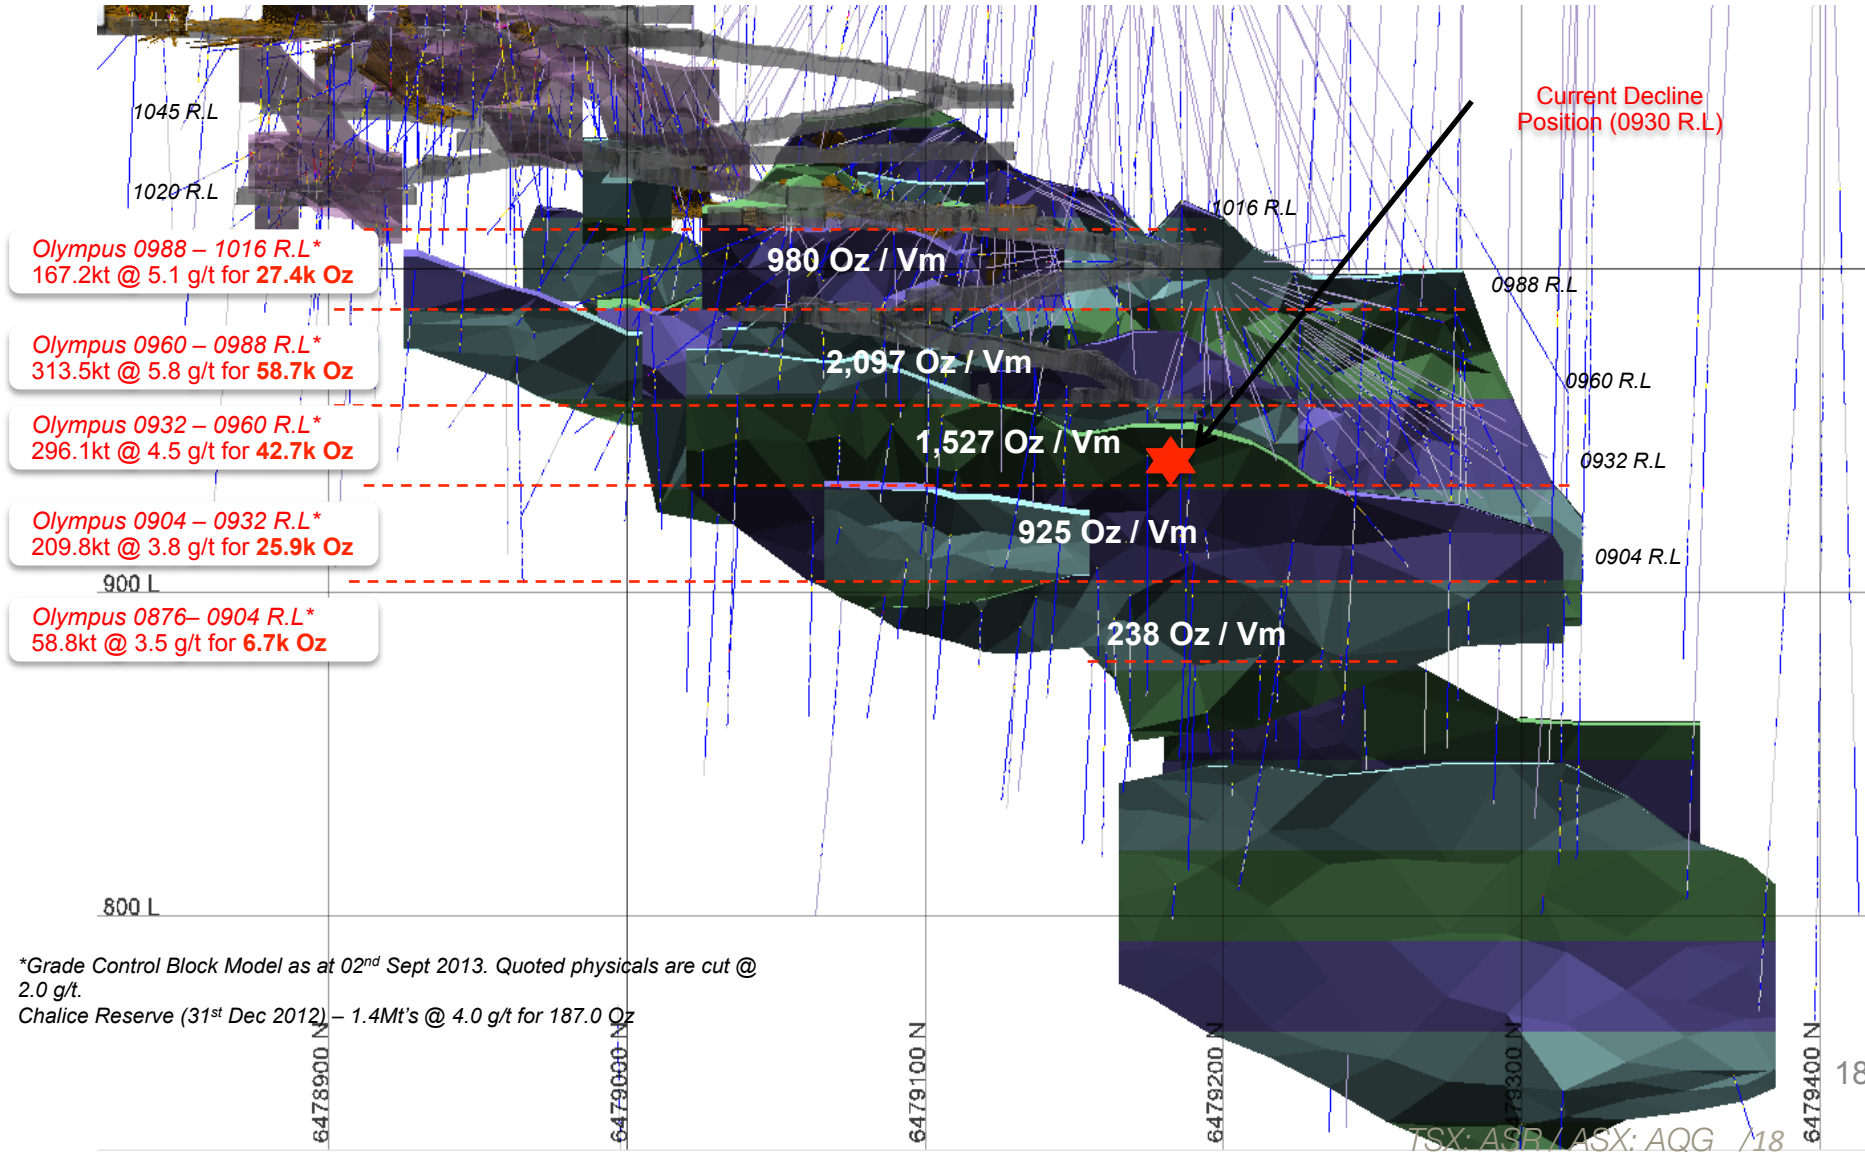 1045 R.L
1020 R.L
Current Decline
Position (0930 R.L)
1016 R.L
0988 R.L
0960 R.L
0932 R.L
0904 R.L
Olympus 0988 – 1016 R.L*
167.2kt @ 5.1 g/t for 27.4k Oz
980 Oz / Vm
Olympus 0960 – 0988 R.L*
313.5kt @ 5.8 g/t for 58.7k Oz
2,097 Oz / Vm
Olympus 0932 – 0960 R.L*
296.1kt @ 4.5 g/t for 42.7k Oz
1,527 Oz / Vm
Olympus 0904 – 0932 R.L*
209.8kt @ 3.8 g/t for 25.9k Oz
925 Oz / Vm
900 L
Olympus 0876– 0904 R.L*
58.8kt @ 3.5 g/t for 6.7k Oz
238 Oz / Vm
800 L
*Grade Control Block Model as at 02nd Sept 2013. Quoted physicals are cut @
2.0 g/t.
Chalice Reserve (31st Dec 2012) – 1.4Mt's @ 4.0 g/t for 187.0 Oz
6478900 N
6479000 N
6479100 N
6479200 N
6479300 N
6479400 N
18
TSX: ASR / ASX: AQG /18